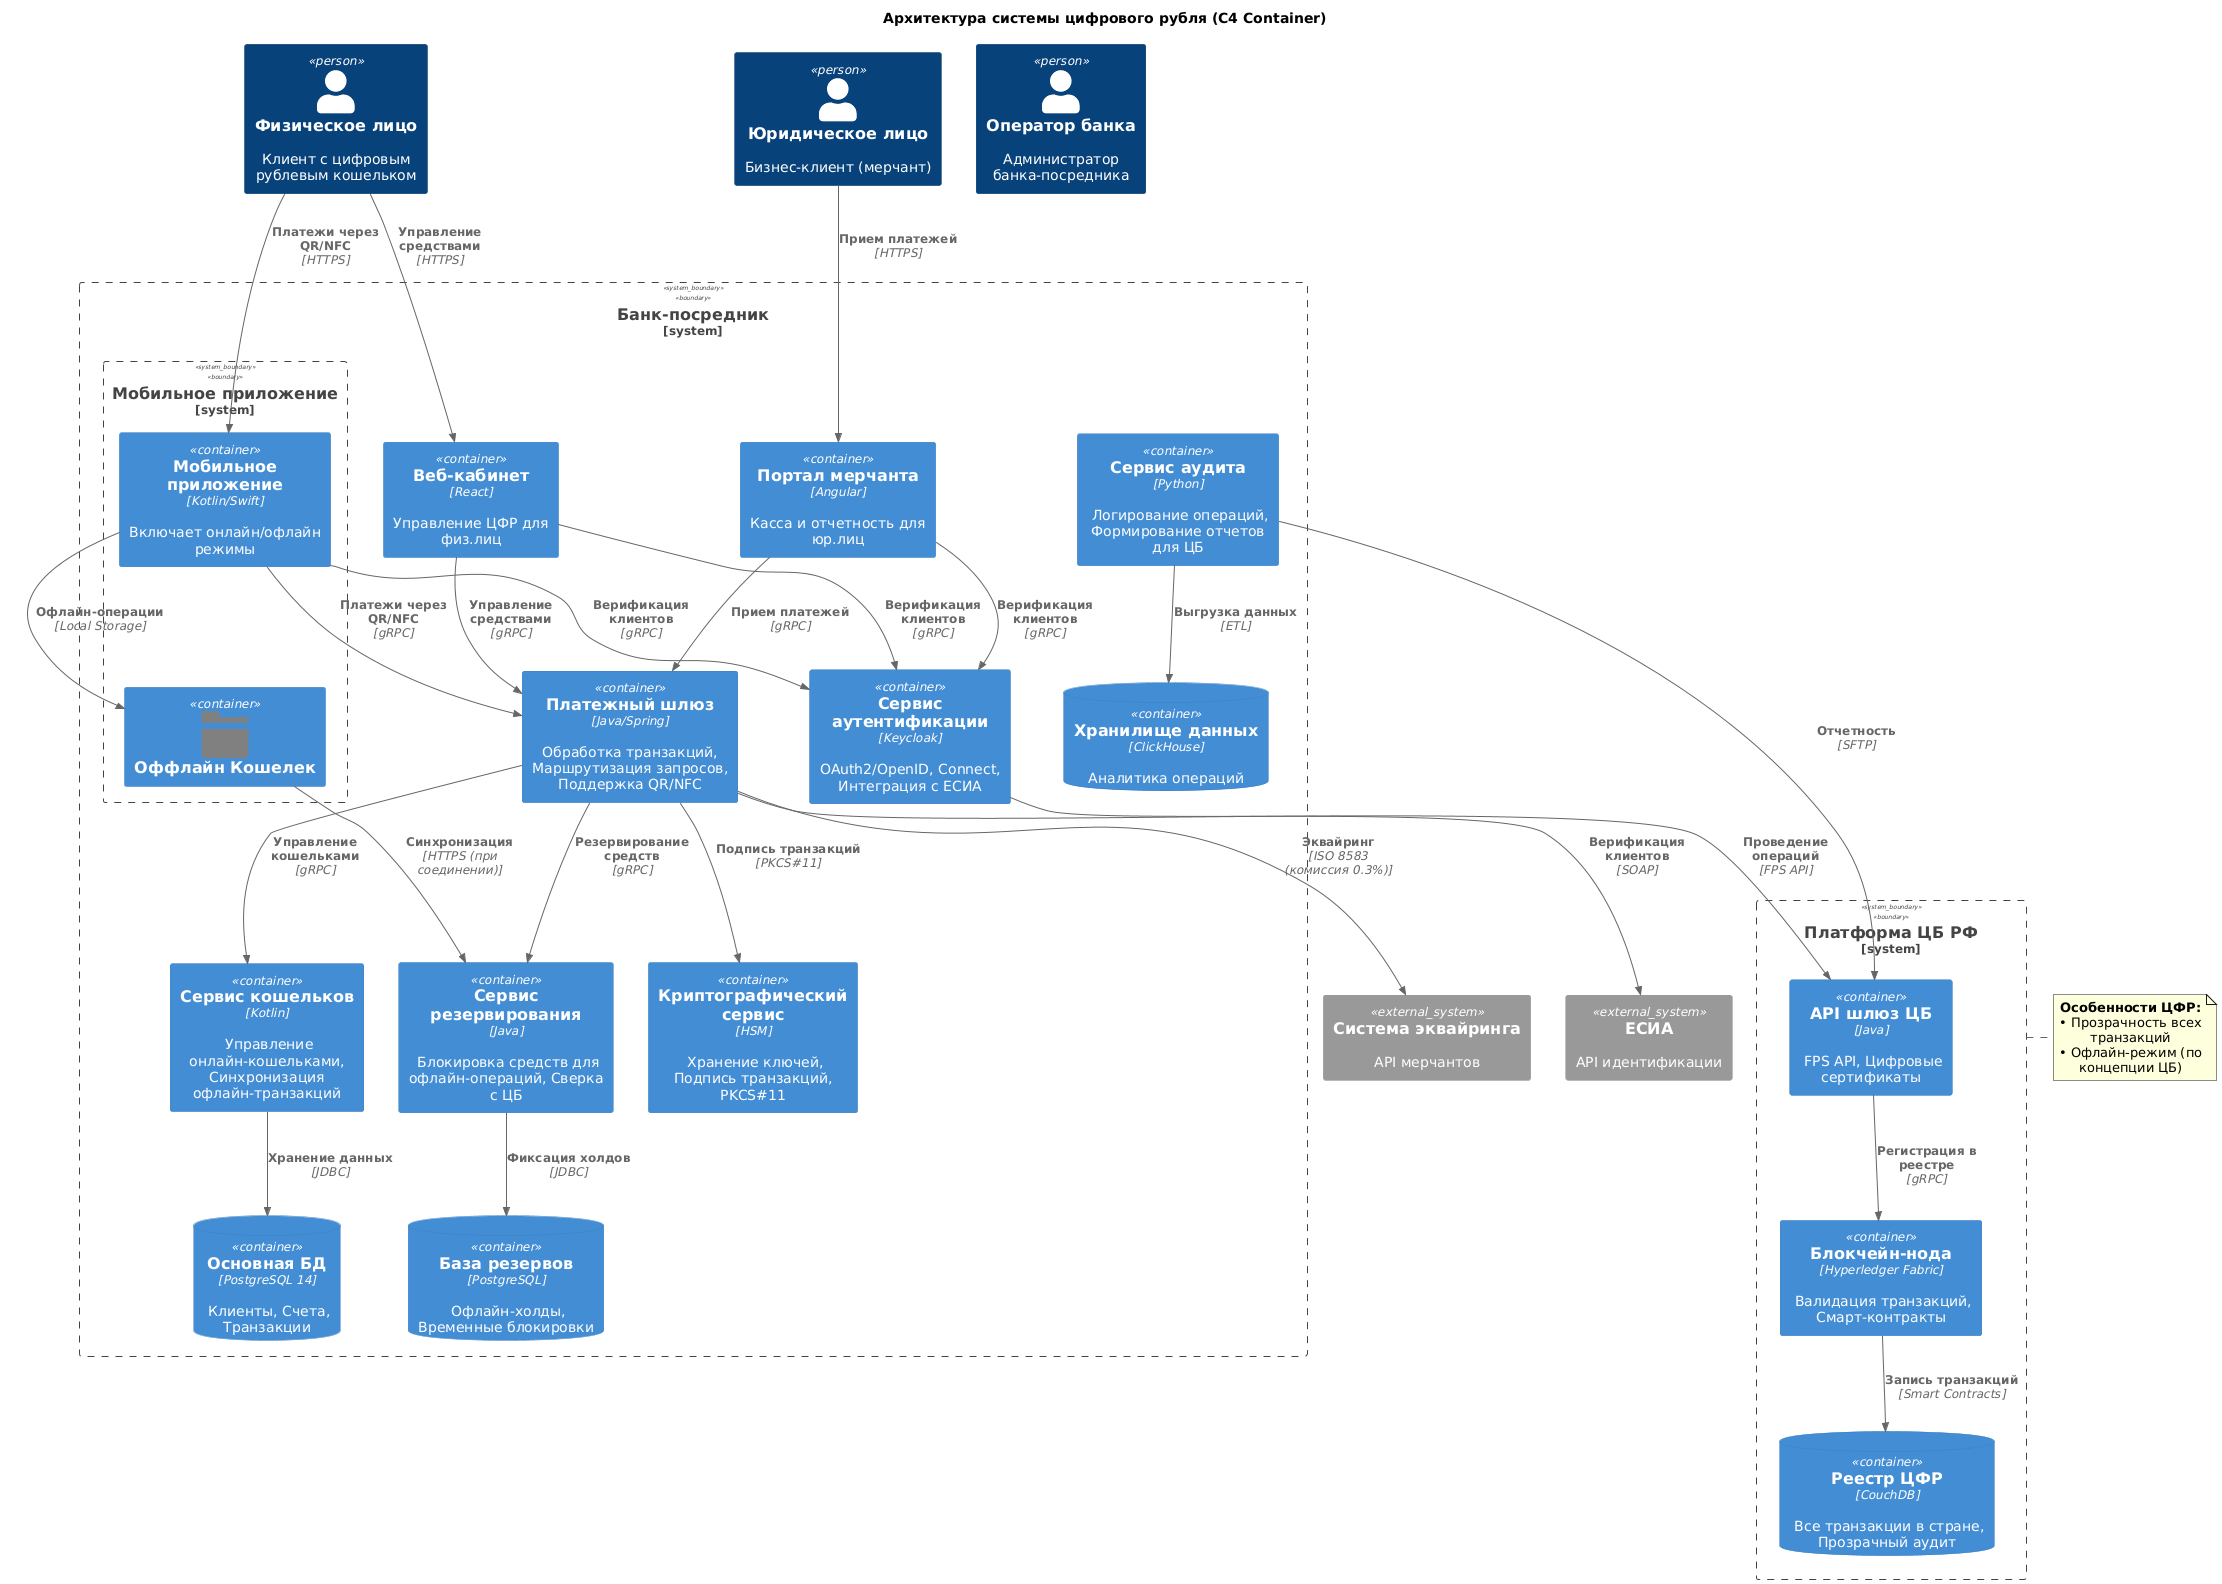 Архитектура системы цифрового рубля (C4 Container)
«person»
Физическое лицо
Клиент с цифровым
рублевым кошельком
«person»
Юридическое лицо
Бизнес-клиент (мерчант)
«person»
Оператор банка
Администратор
банка-посредника
Платежи через
QR/NFC
[HTTPS]
Управление
средствами
[HTTPS]
Прием платежей
[HTTPS]
«system_boundary»
«boundary»
Банк-посредник
[system]
«system_boundary»
«boundary»
Мобильное приложение
[system]
«container»
Мобильное
приложение
[Kotlin/Swift]
Включает онлайн/офлайн
режимы
«container»
Веб-кабинет
[React]
Управление ЦФР для
физ.лиц
«container»
Портал мерчанта
[Angular]
Касса и отчетность для
юр.лиц
«container»
Сервис аудита
[Python]
Логирование операций,
Формирование отчетов
для ЦБ
Офлайн-операции
[Local Storage]
Платежи через
QR/NFC
[gRPC]
Управление
средствами
[gRPC]
Верификация
клиентов
[gRPC]
Прием платежей
[gRPC]
Верификация
клиентов
[gRPC]
Верификация
клиентов
[gRPC]
Выгрузка данных
[ETL]
«container»
Оффлайн Кошелек
«container»
Платежный шлюз
[Java/Spring]
Обработка транзакций,
Маршрутизация запросов,
Поддержка QR/NFC
«container»
Сервис
аутентификации
[Keycloak]
OAuth2/OpenID, Connect,
Интеграция с ЕСИА
«container»
Хранилище данных
[ClickHouse]
Аналитика операций
Отчетность
[SFTP]
Управление
кошельками
[gRPC]
Синхронизация
[HTTPS (при
соединении)]
Резервирование
средств
[gRPC]
Подпись транзакций
[PKCS#11]
Эквайринг
[ISO 8583
(комиссия 0.3%)]
Верификация
клиентов
[SOAP]
Проведение
операций
[FPS API]
«system_boundary»
«boundary»
Платформа ЦБ РФ
[system]
«container»
Сервис кошельков
[Kotlin]
Управление
онлайн-кошельками,
Синхронизация
офлайн-транзакций
«container»
Сервис
резервирования
[Java]
Блокировка средств для
офлайн-операций, Сверка
с ЦБ
«container»
Криптографический
сервис
[HSM]
Хранение ключей,
Подпись транзакций,
PKCS#11
«external_system»
Система эквайринга
API мерчантов
«external_system»
ЕСИА
API идентификации
«container»
API шлюз ЦБ
[Java]
FPS API, Цифровые
сертификаты
Особенности ЦФР:
• Прозрачность всех
транзакций
• Офлайн-режим (по
концепции ЦБ)
Хранение данных
[JDBC]
Фиксация холдов
[JDBC]
Регистрация в
реестре
[gRPC]
«container»
Основная БД
[PostgreSQL 14]
Клиенты, Счета,
Транзакции
«container»
База резервов
[PostgreSQL]
Офлайн-холды,
Временные блокировки
«container»
Блокчейн-нода
[Hyperledger Fabric]
Валидация транзакций,
Смарт-контракты
Запись транзакций
[Smart Contracts]
«container»
Реестр ЦФР
[CouchDB]
Все транзакции в стране,
Прозрачный аудит